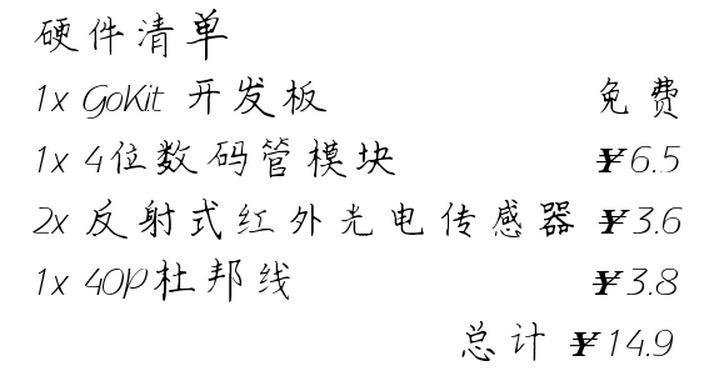 硬件清单
1x GoKit 开发板 免费
1x 4位数码管模块 ¥6.5
2x 反射式红外光电传感器 ¥3.6
1x 40P杜邦线 ¥3.8
总计 ¥14.9